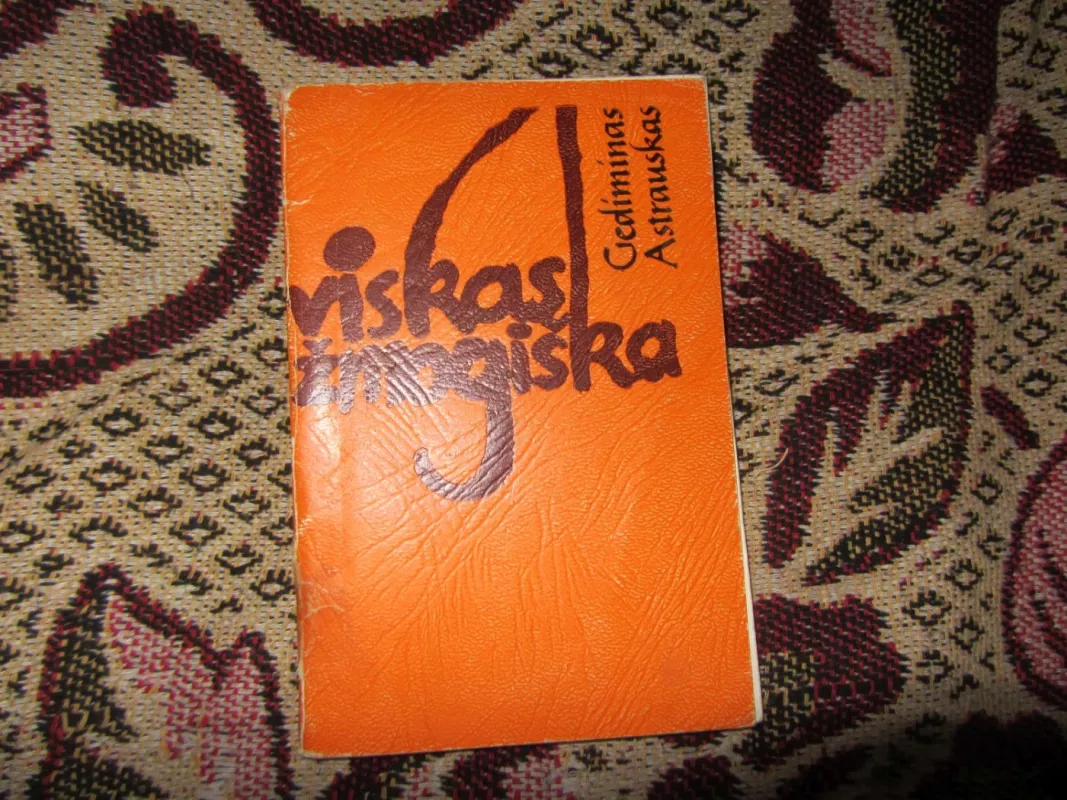 viskas
žmogiška
Gediminas
Astrauskas